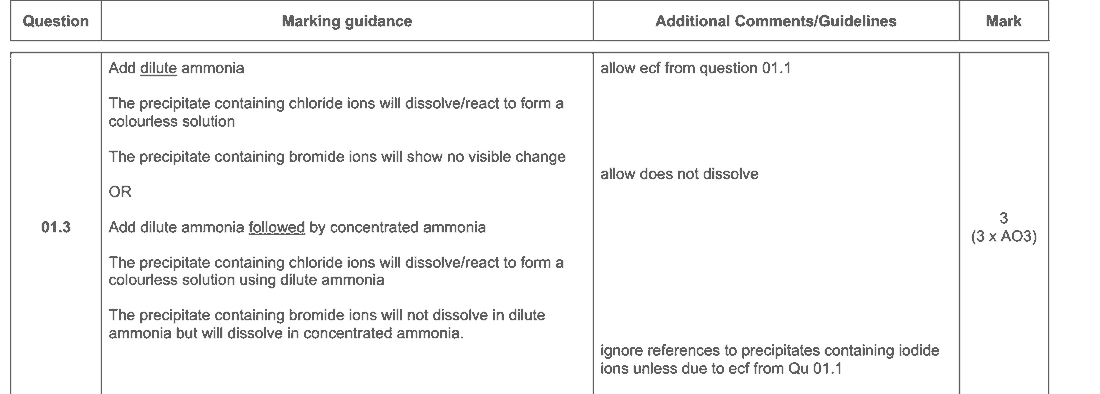 Question Marking guidance Additional Comments/Guidelines Mark
Add dilute ammonia
allow ecf from question 01.1
The precipitate containing chloride ions will dissolve/react to form a
colourless solution
The precipitate containing bromide ions will show no visible change
allow does not dissolve
OR
01.3
Add dilute ammonia followed by concentrated ammonia
3
(3 x AO3)
The precipitate containing chloride ions will dissolve/react to form a
colourless solution using dilute ammonia
The precipitate containing bromide ions will not dissolve in dilute
ammonia but will dissolve in concentrated ammonia.
ignore references to precipitates containing iodide
ions unless due to ecf from Qu 01.1